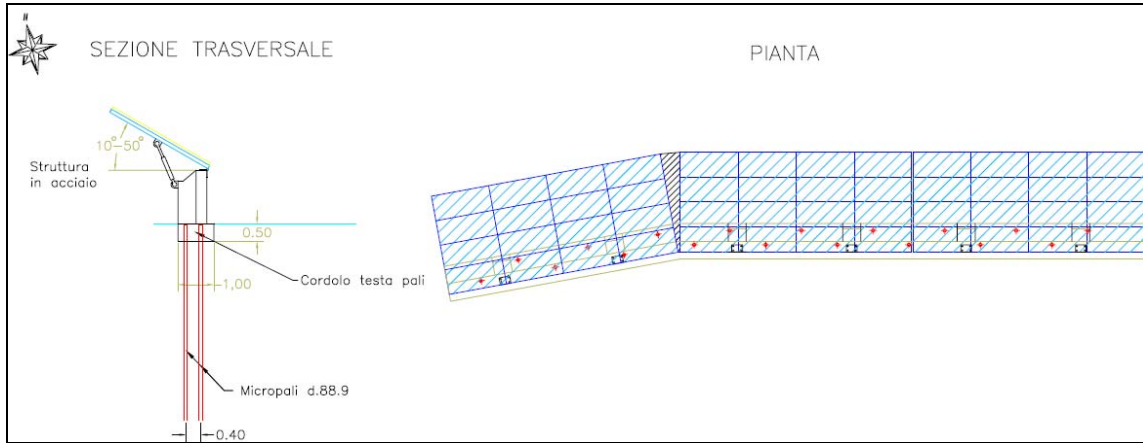 N
SEZIONE TRASVERSALE
PIANTA
10°-50°
Struttura
in acciaio
0.50
Cordolo testa pali
1,00
Micropali d.88.9
0.40